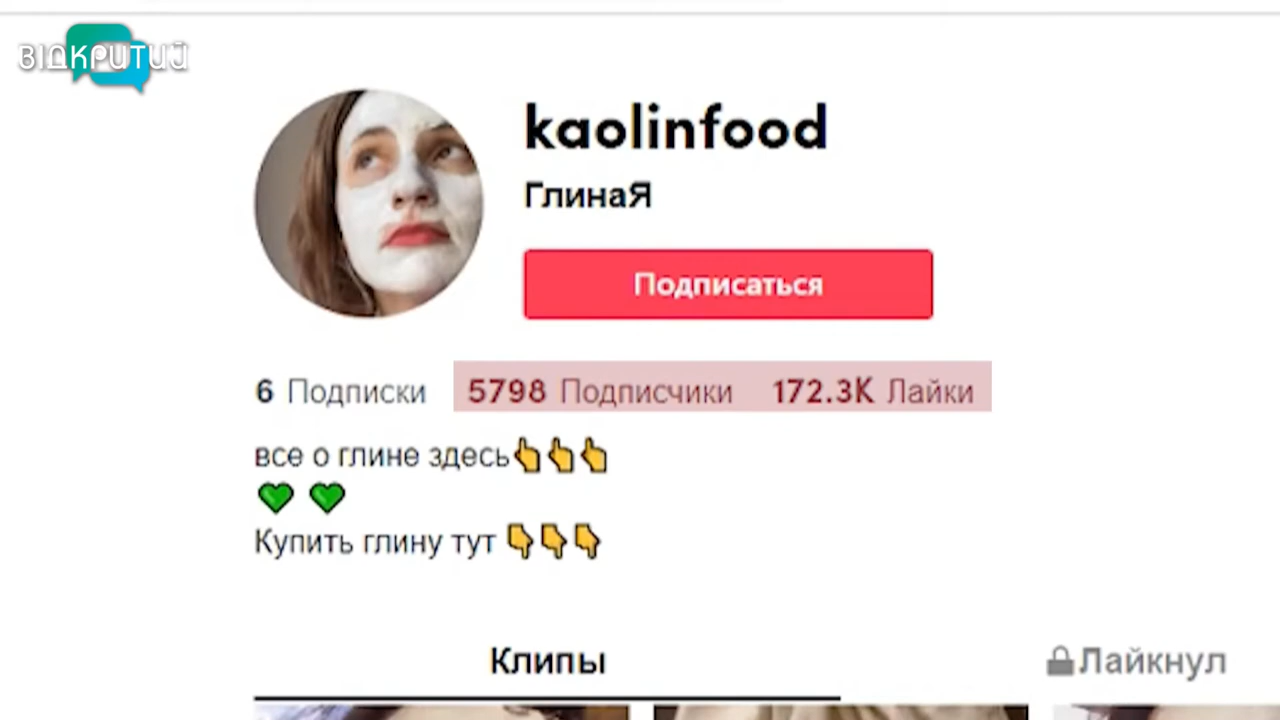 ВІДКРИТИЙ
kaolinfood
ГлинаЯ
Подписаться
6 Подписки 5798 Подписчики 172.3K Лайки
все о глине здесь👆👆👆
💚 💚
Купить глину тут 👇👇👇
Клипы
Лайкнул